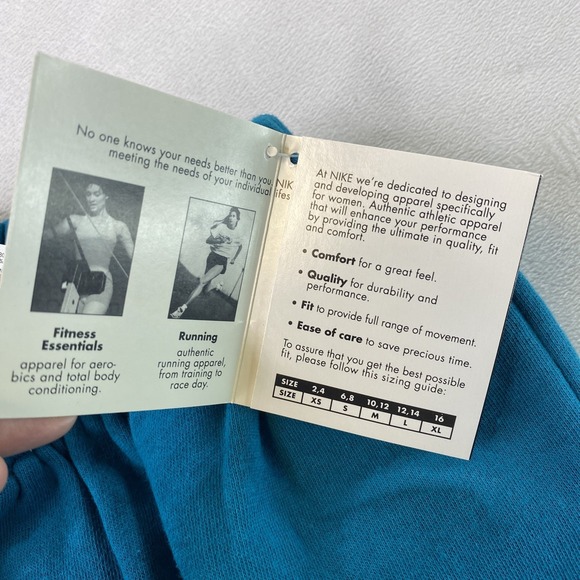 No one knows your needs better than you. NIK
meeting the needs of your individual lifes
Fitness
Essentials
apparel for aero-
bics and total body
conditioning.
Running
authentic
running apparel,
from training to
race day.
At NIKE we're dedicated to designing
and developing apparel specifically
for women. Authentic athletic apparel
that will enhance your performance
by providing the ultimate in quality, fit
and comfort.
• Comfort for a great feel.
• Quality for durability and
performance.
• Fit to provide full range of movement.
• Ease of care to save precious time.
To assure that you get the best possible
fit, please follow this sizing guide:
SIZE 2,4 6,8 10,12 12,14 16
SIZE XS S M L XL